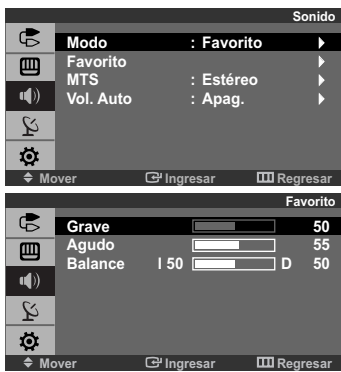 Sonido
Modo : Favorito
Favorito
MTS : Estéreo
Vol. Auto : Apag.
Mover Ingresar Regresar
Favorito
Grave 50
Agudo 55
Balance I 50 D 50
Mover Ingresar Regresar